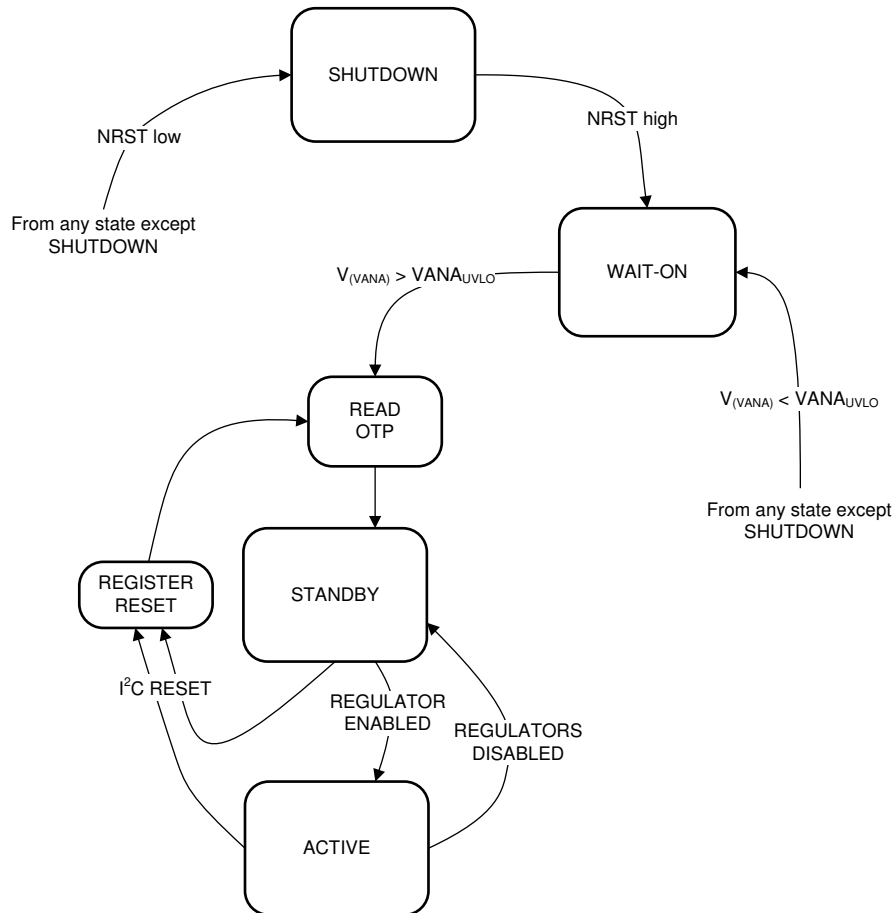 SHUTDOWN
NRST low
NRST high
From any state except
SHUTDOWN
WAIT-ON
V(VANA) > VANAUVLO
READ
OTP
V(VANA) < VANAUVLO
From any state except
SHUTDOWN
REGISTER
RESET
STANDBY
I²C RESET
REGULATOR
ENABLED
REGULATORS
DISABLED
ACTIVE